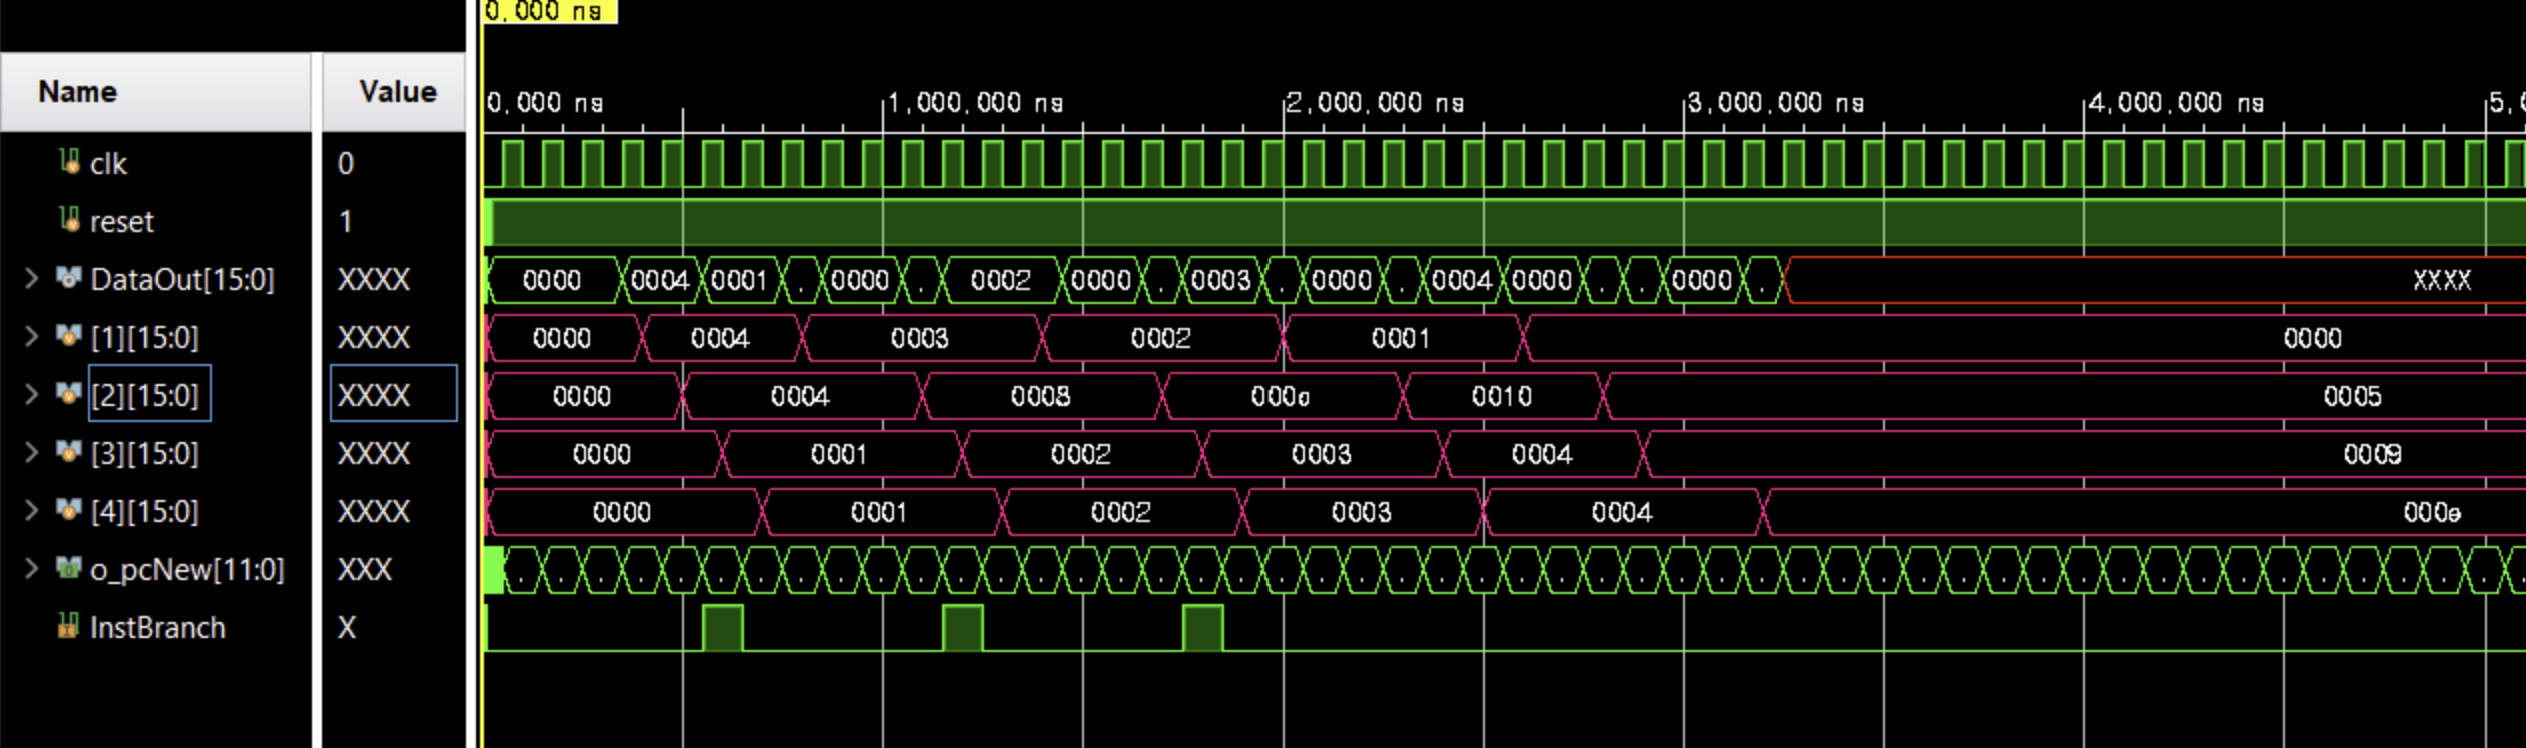 0,000 ns
Name Value
0,000 ns 1,000,000 ns 2,000,000 ns 3,000,000 ns 4,000,000 ns 5,
clk 0
reset 1
DataOut[15:0] XXXX 0000 0004 0001 . 0000 . 0002 0000 . 0003 . 0000 . 0004 0000 . . 0000 . XXXX
[1][15:0] XXXX 0000 0004 0003 0002 0001 0000
[2][15:0] XXXX 0000 0004 0008 0010 0005
[3][15:0] XXXX 0000 0001 0002 0003 0004 0009
[4][15:0] XXXX 0000 0001 0002 0003 0004 000e
o_pcNew[11:0] XXX . . . . . . . . . . . . . . . . . . . . . . . . . . . . . . . . . . . . . . . . . . . . . . . . . . .
InstBranch X